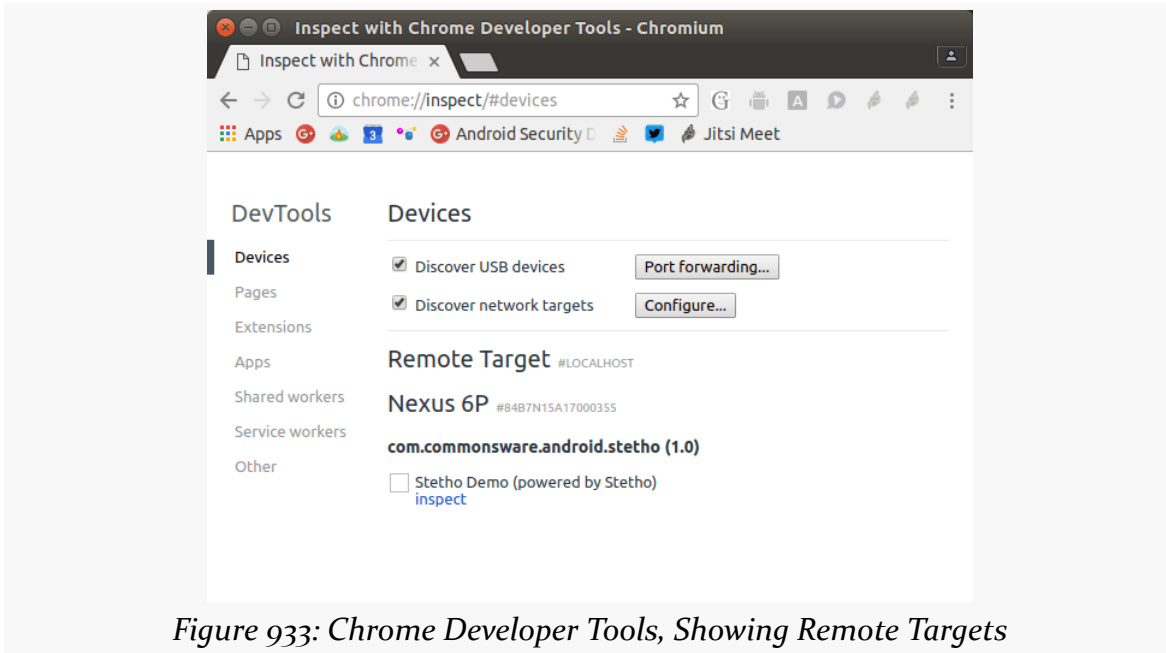 Inspect with Chrome Developer Tools - Chromium
Inspect with Chrome
chrome://inspect/#devices
Apps 3 Android Security D Jitsi Meet
DevTools
Devices
Devices
Discover USB devices Port forwarding...
Pages
Discover network targets Configure...
Extensions
Apps
Remote Target #LOCALHOST
Shared workers
Nexus 6P #84B7N15A17000355
Service workers
com.commonsware.android.stetho (1.0)
Other
Stetho Demo (powered by Stetho)
inspect
Figure 933: Chrome Developer Tools, Showing Remote Targets